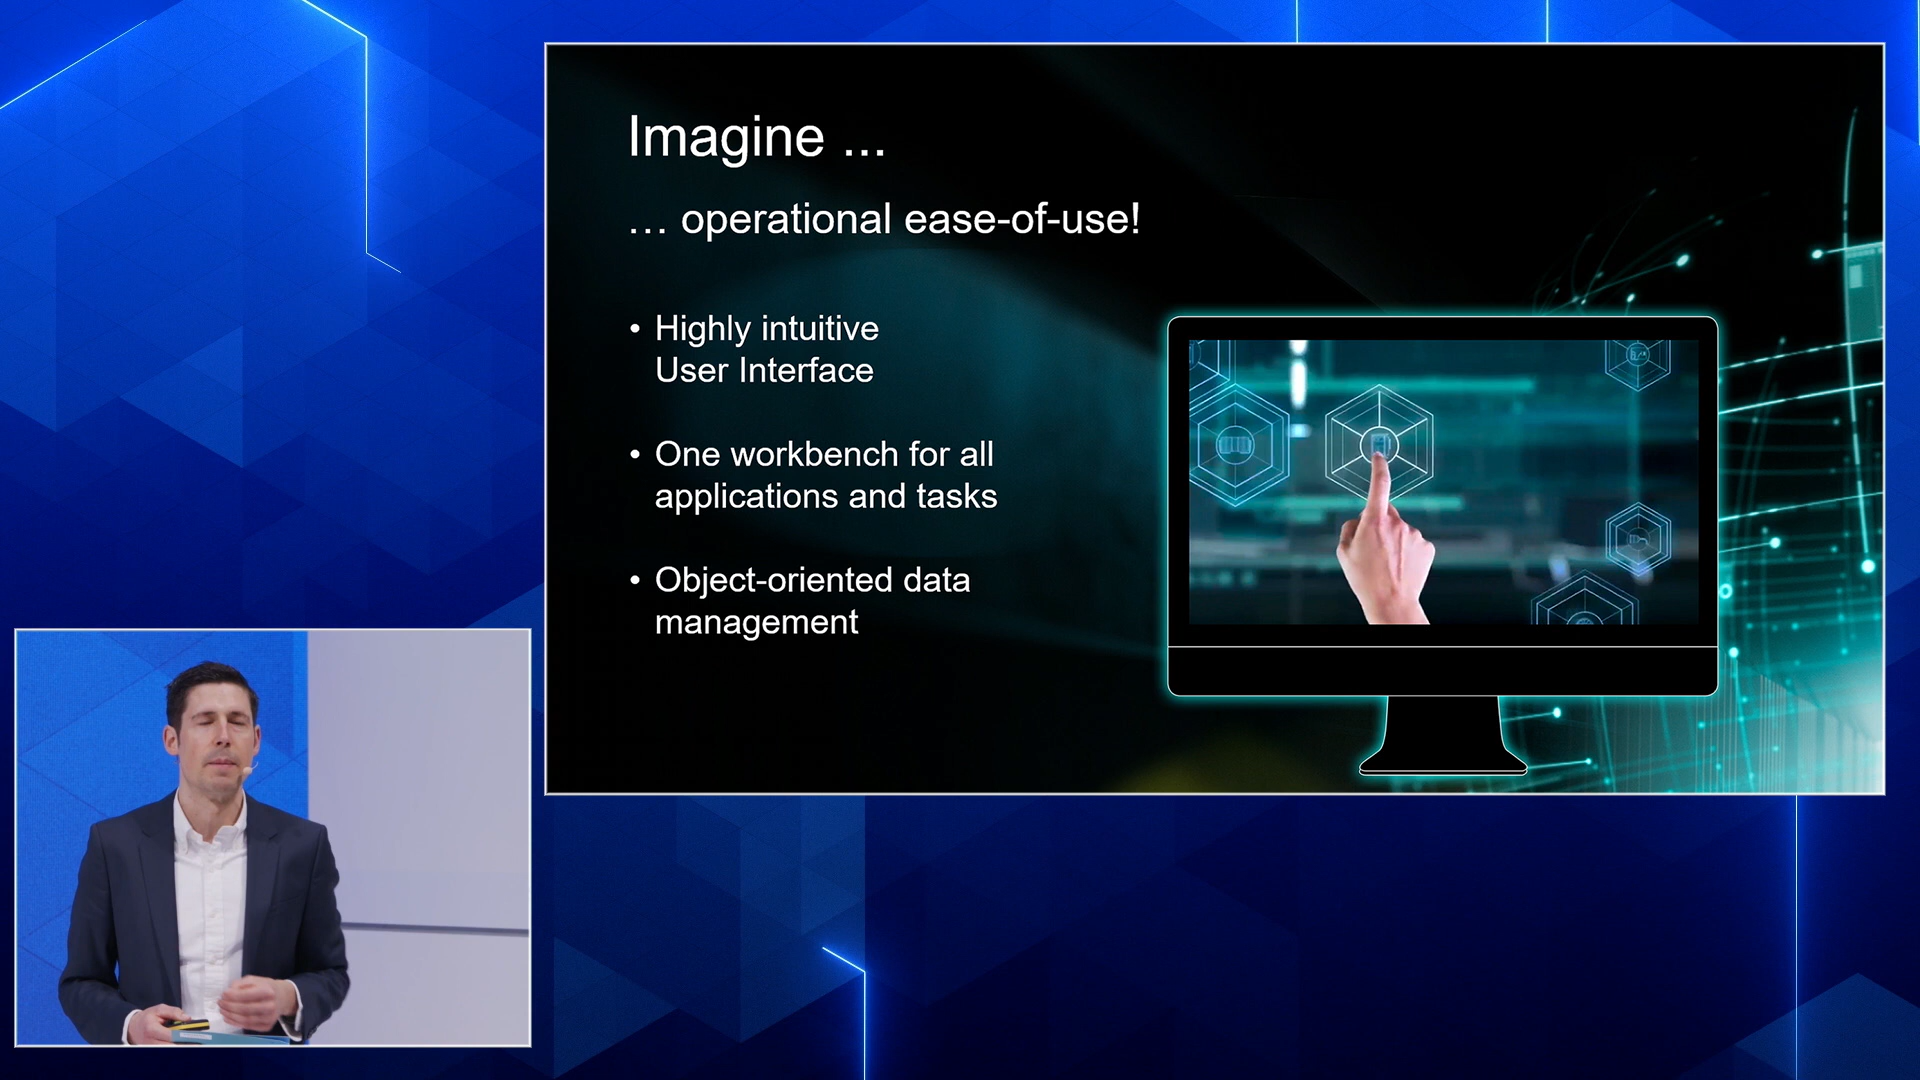 Imagine ...
… operational ease-of-use!
• Highly intuitive
User Interface
• One workbench for all
applications and tasks
• Object-oriented data
management